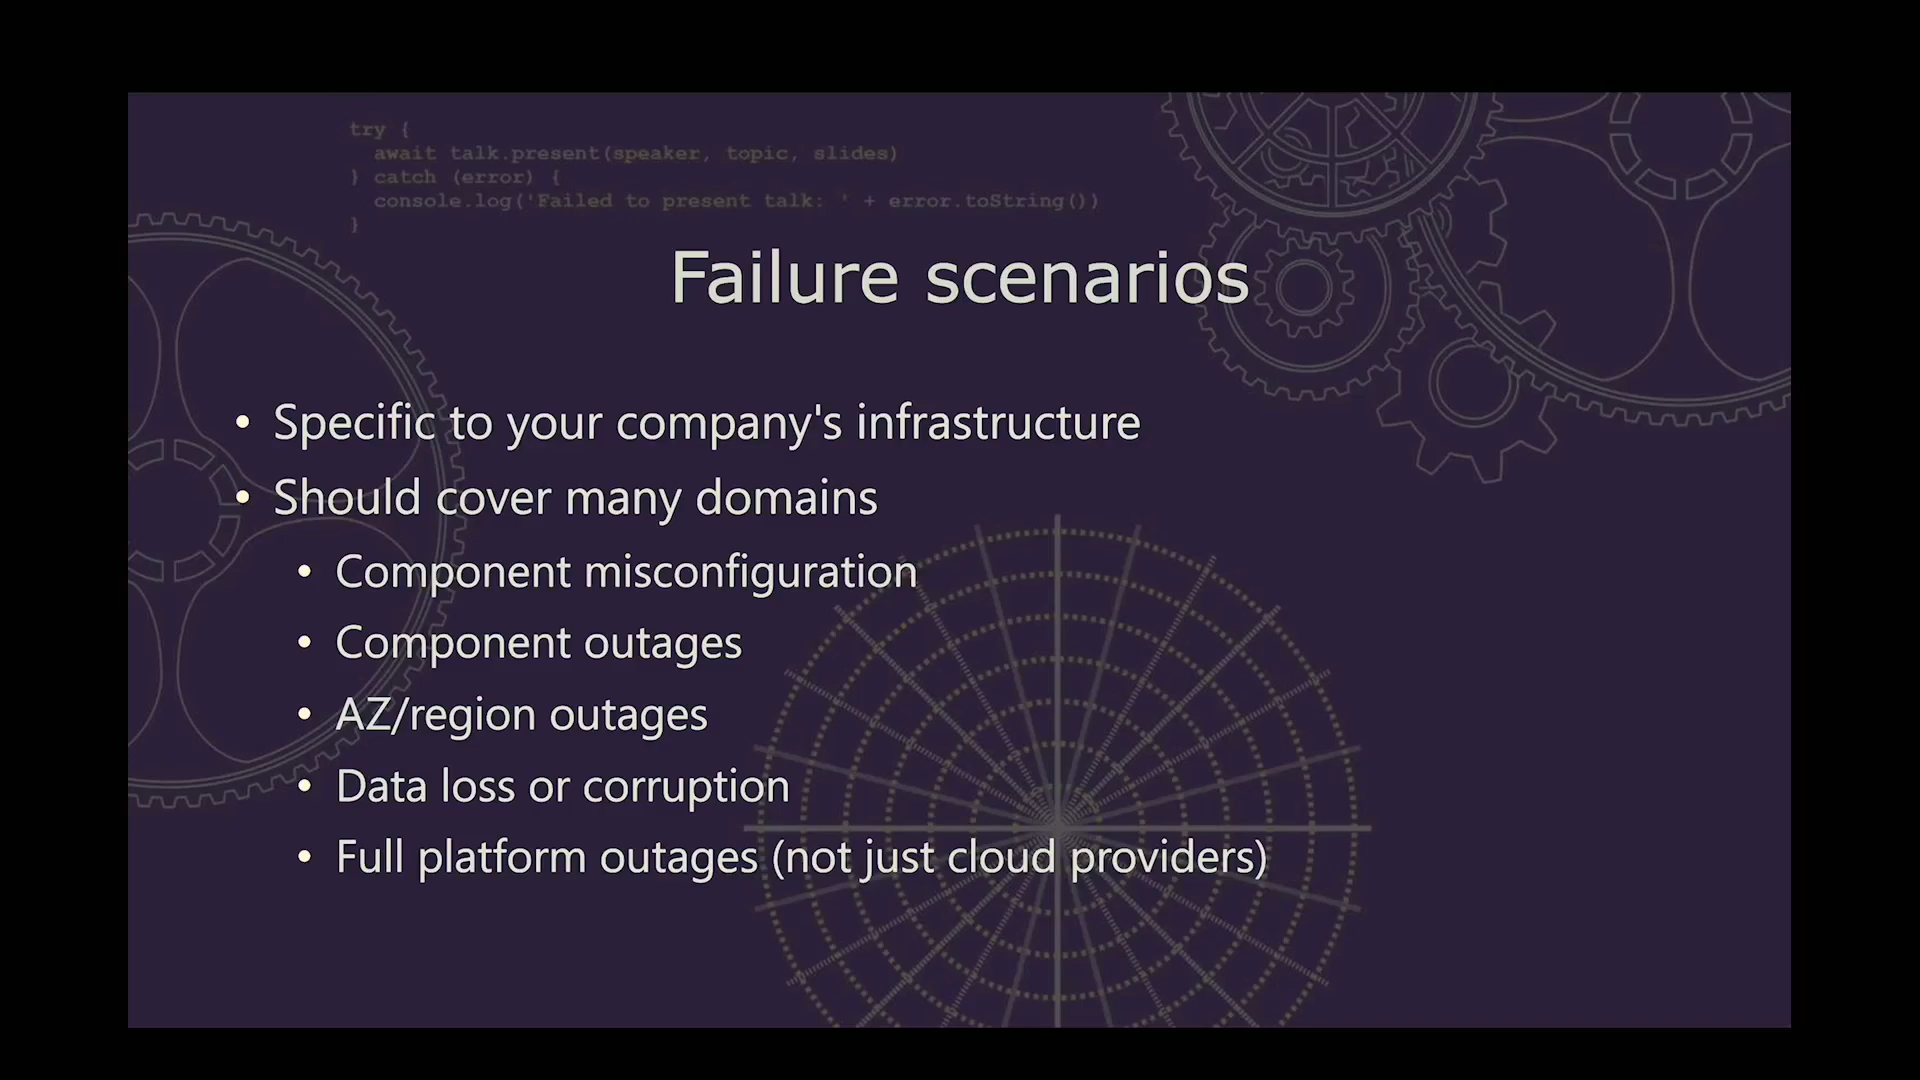 try {
  await talk.present(speaker, topic, slides)
} catch (error) {
  console.log('Failed to present talk: ' + error.toString())
}
Failure scenarios
• Specific to your company's infrastructure
• Should cover many domains
• Component misconfiguration
• Component outages
• AZ/region outages
• Data loss or corruption
• Full platform outages (not just cloud providers)